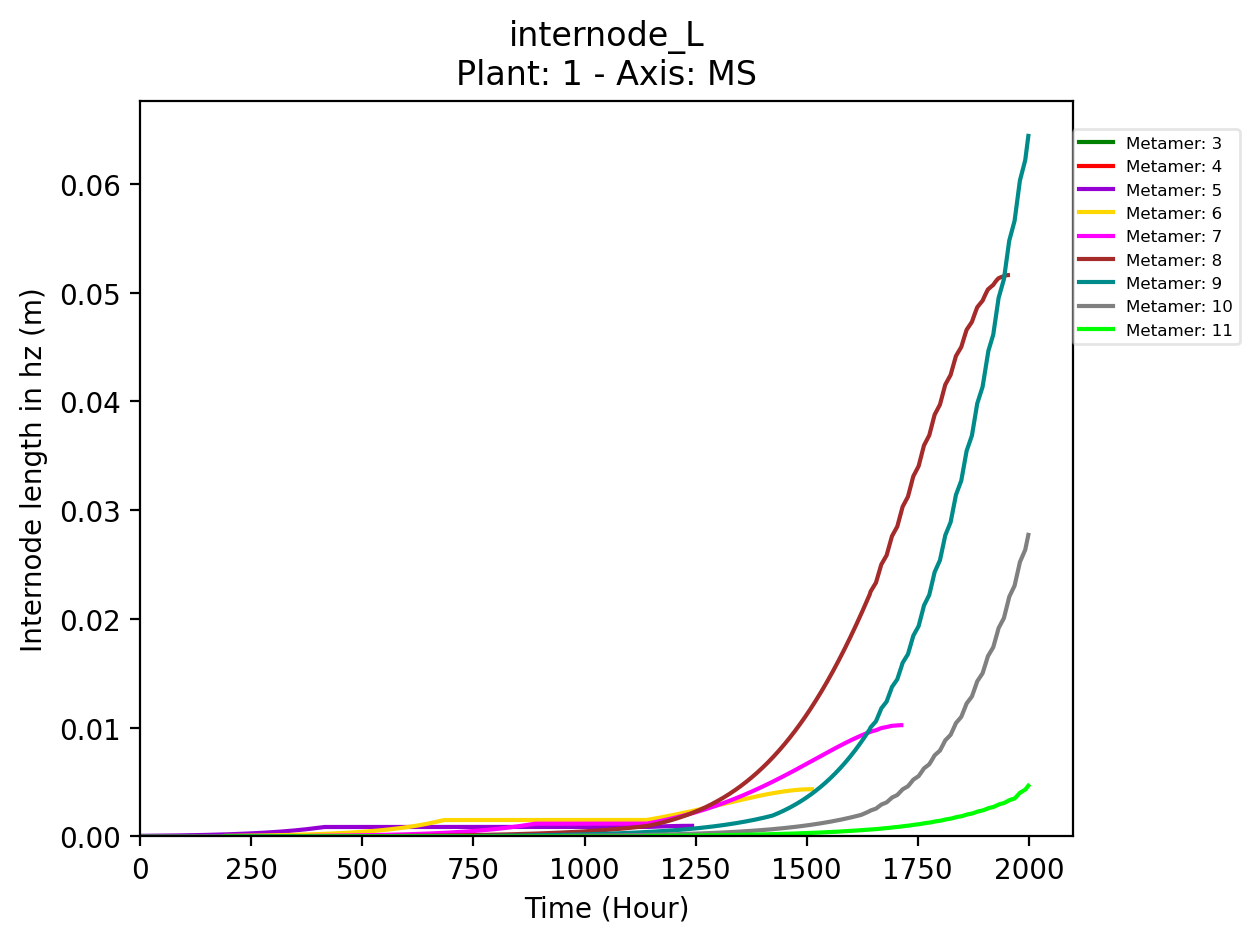 internode_L
Plant: 1 - Axis: MS
Internode length in hz (m)
0.06
0.05
0.04
0.03
0.02
0.01
0.00
0 250 500 750 1000 1250 1500 1750 2000
Time (Hour)
Metamer: 3
Metamer: 4
Metamer: 5
Metamer: 6
Metamer: 7
Metamer: 8
Metamer: 9
Metamer: 10
Metamer: 11